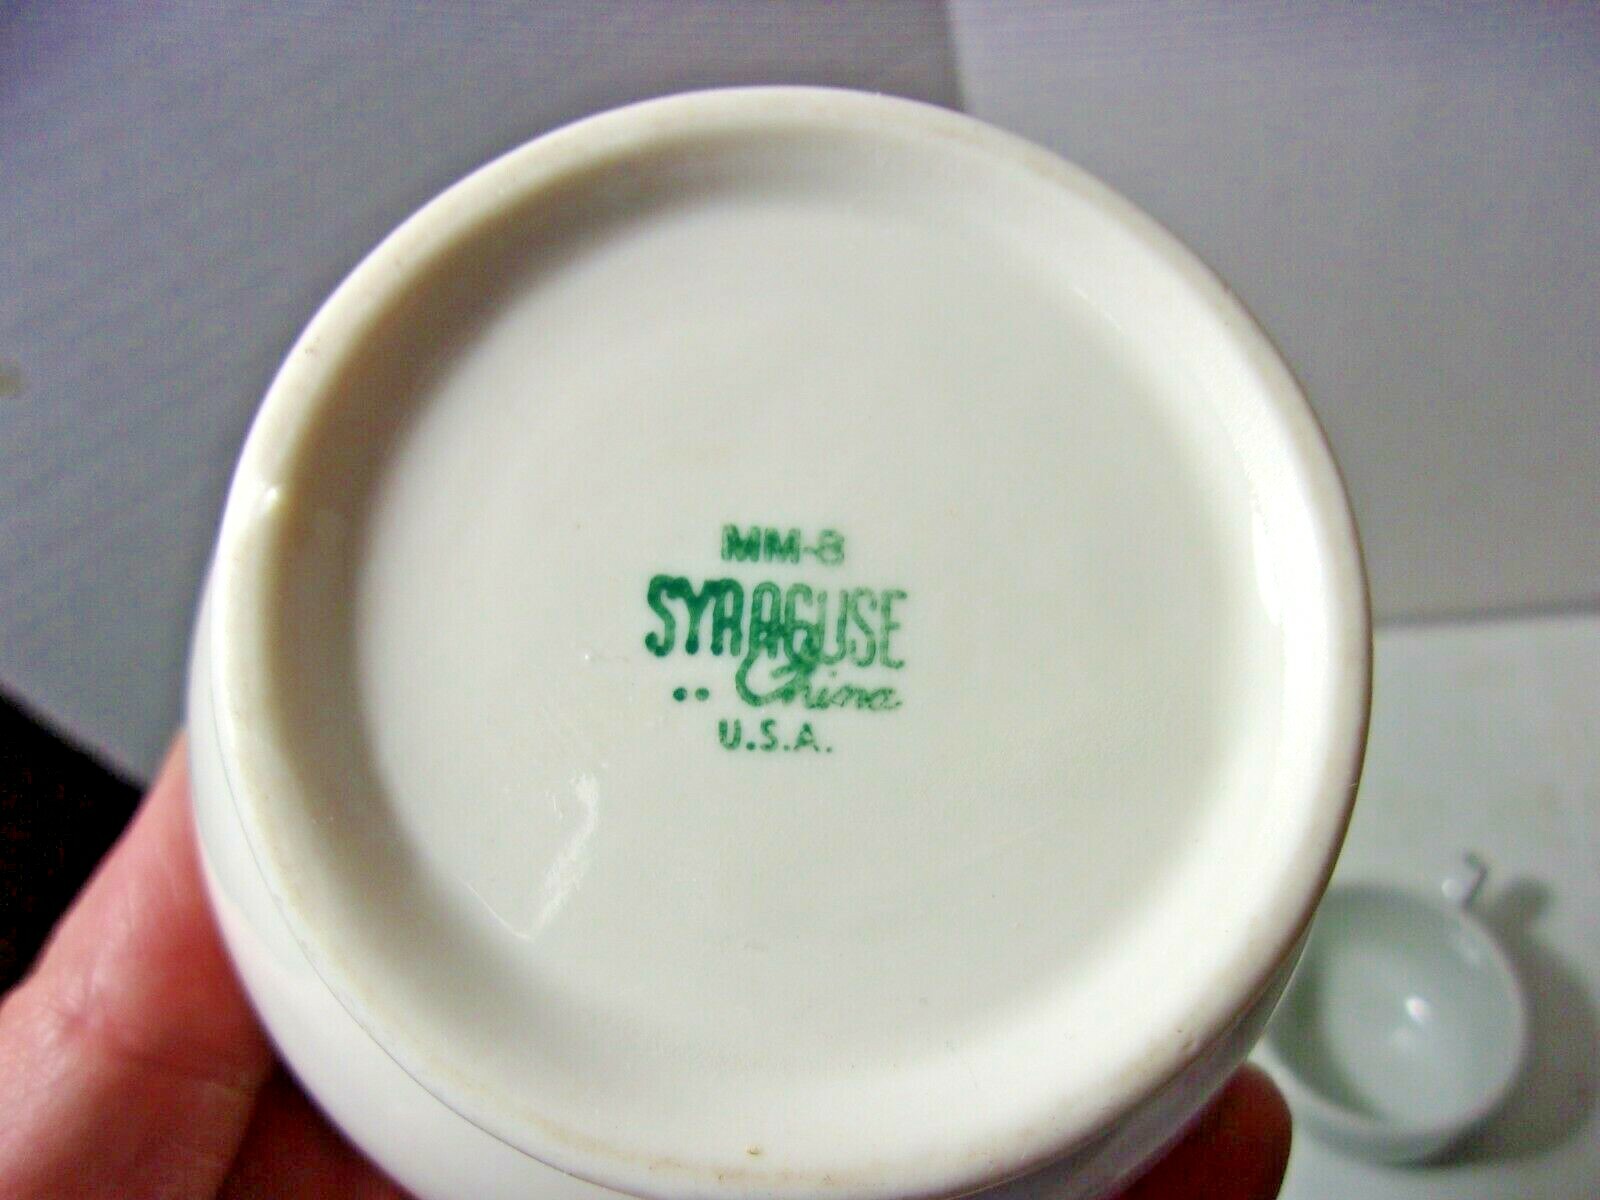 MM-8
SYRACUSE
•• China
U.S.A.